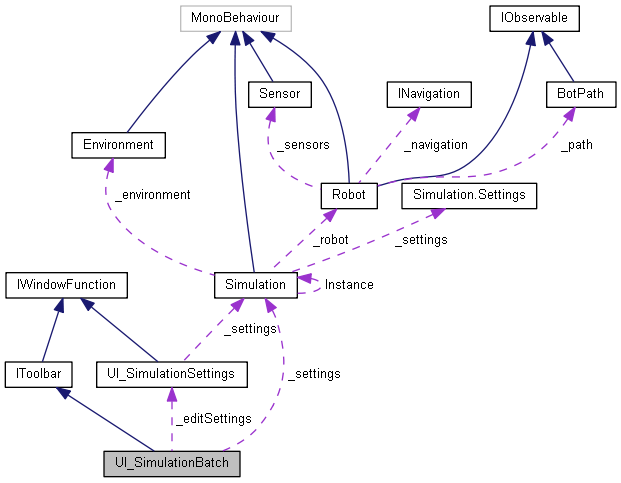 MonoBehaviour
IObservable
Sensor
INavigation
BotPath
Environment
_sensors
_navigation
_path
_environment
Robot
Simulation.Settings
_robot
_settings
IWindowFunction
Simulation
Instance
_settings
IToolbar
UI_SimulationSettings
_settings
_editSettings
UI_SimulationBatch